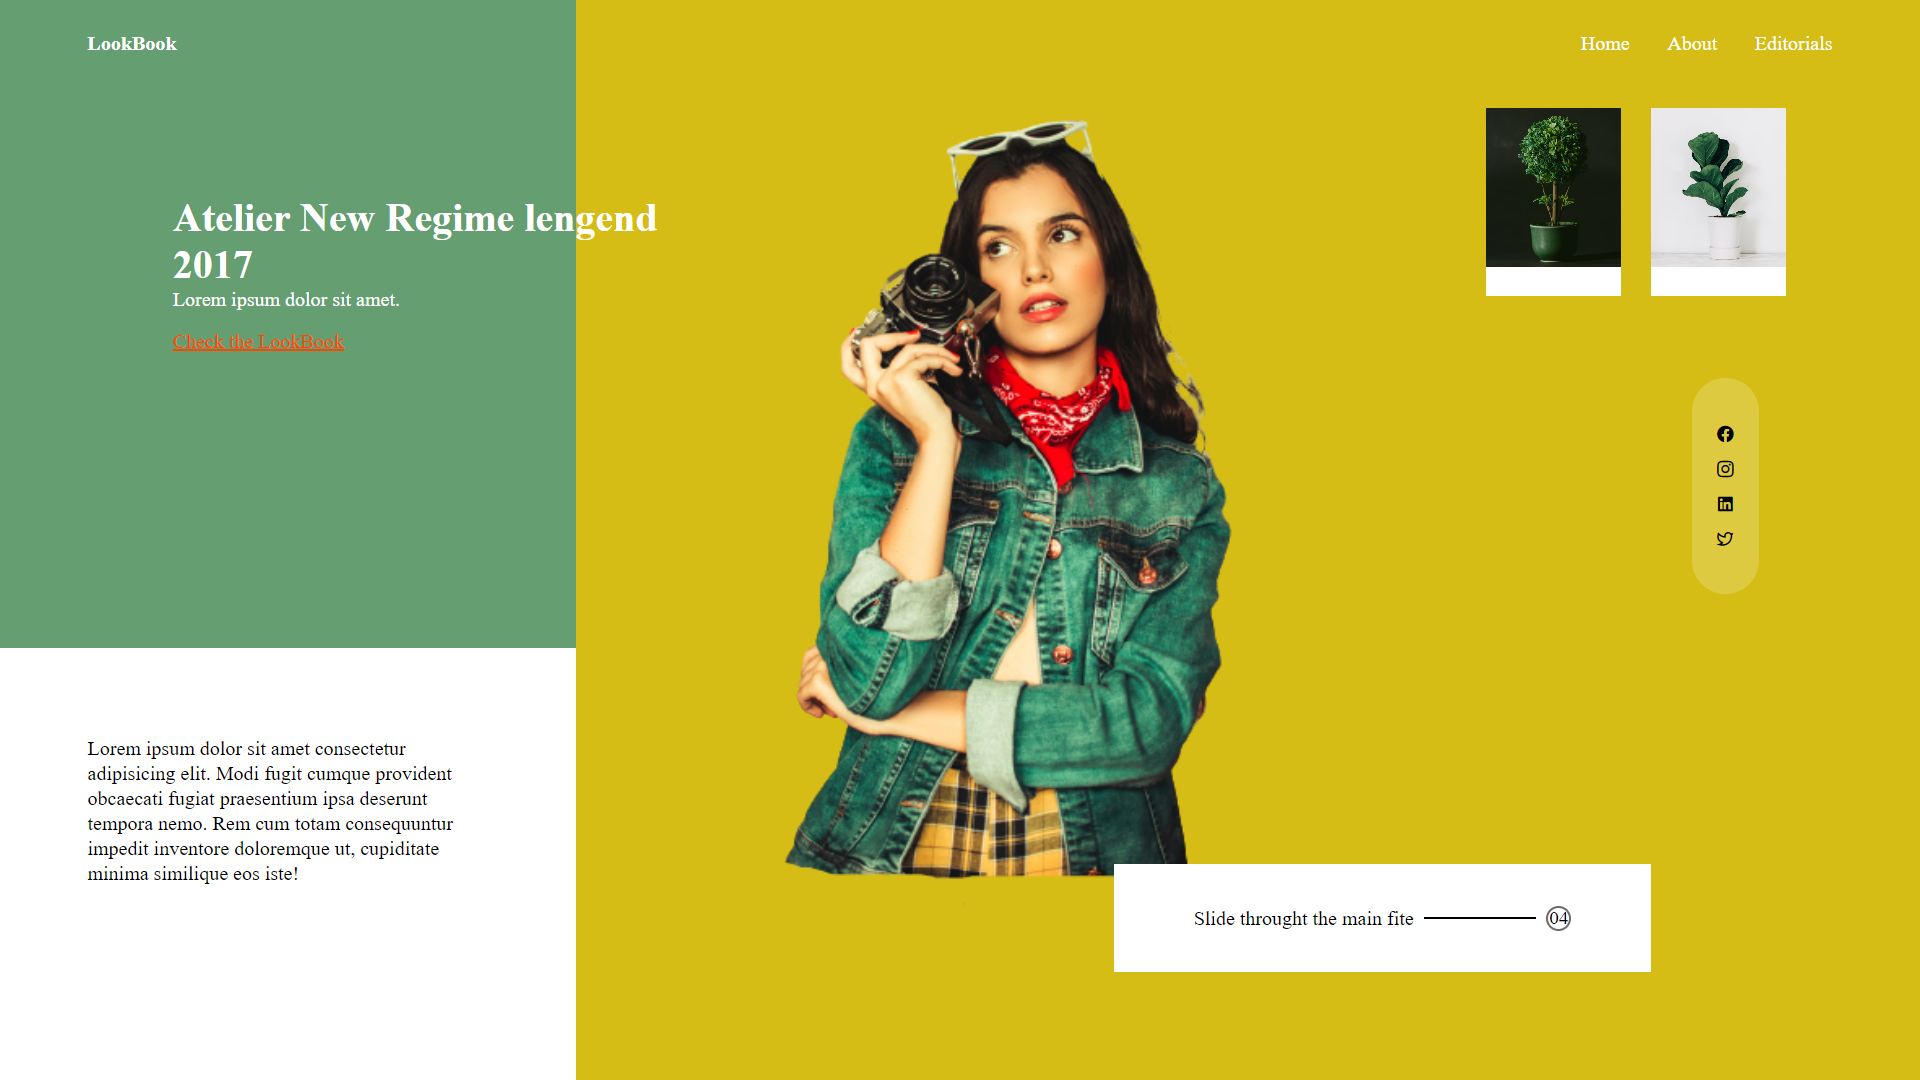 LookBook
Home
About
Editorials
Atelier New Regime lengend
2017
Lorem ipsum dolor sit amet.
Check the LookBook
Lorem ipsum dolor sit amet consectetur
adipisicing elit. Modi fugit cumque provident
obcaecati fugiat praesentium ipsa deserunt
tempora nemo. Rem cum totam consequuntur
impedit inventore doloremque ut, cupiditate
minima similique eos iste!
Slide throught the main fite
04